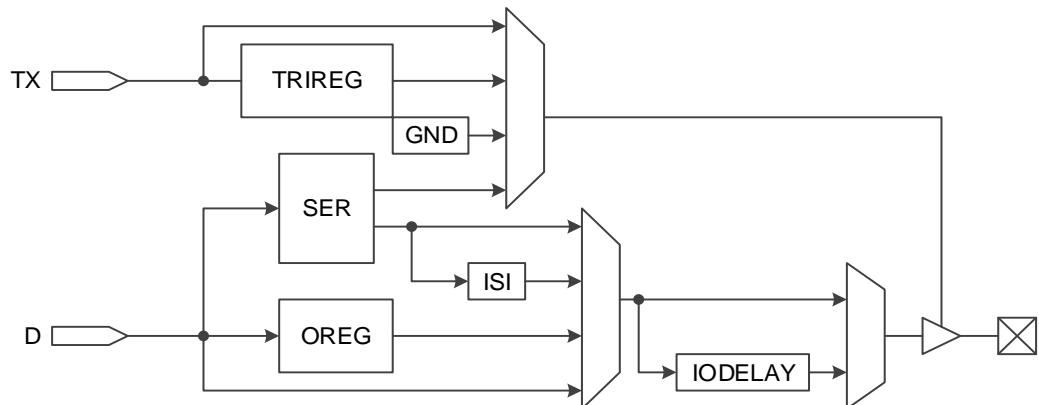 TX
TRIREG
GND
SER
ISI
D
OREG
IODELAY